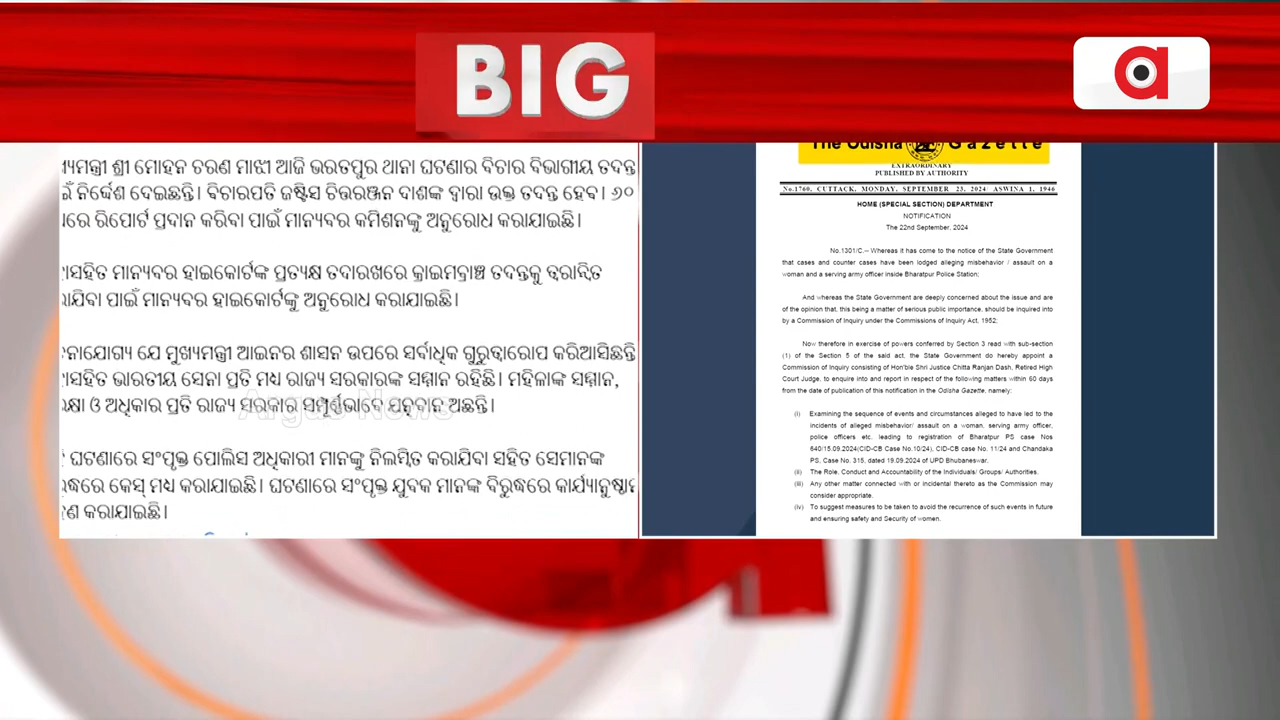 BIG
a
ଖ୍ୟମନ୍ତ୍ରୀ ଶ୍ରୀ ମୋହନ ଚରଣ ମାଝୀ ଆଜି ଭରତପୁର ଥାନା ଘଟଣାର ବିଚାର ବିଭାଗୀୟ ତଦନ୍ତ
ନିର୍ଦ୍ଦେଶ ଦେଇଛନ୍ତି। ବିଚାରପତି ଜଷ୍ଟିସ ଚିତ୍ତରଞ୍ଜନ ଦାଶଙ୍କ ଦ୍ୱାରା ଉକ୍ତ ତଦନ୍ତ ହେବ। ୬୦
ରେ ରିପୋର୍ଟ ପ୍ରଦାନ କରିବା ପାଇଁ ମାନ୍ୟବର କମିଶନଙ୍କୁ ଅନୁରୋଧ କରାଯାଇଛି।
ସହିତ ମାନ୍ୟବର ହାଇକୋର୍ଟଙ୍କ ପ୍ରତ୍ୟକ୍ଷ ତଦାରଖରେ କ୍ରାଇମବ୍ରାଞ୍ଚ ତଦନ୍ତକୁ ତ୍ୱରାନ୍ୱିତ
ଯିବା ପାଇଁ ମାନ୍ୟବର ହାଇକୋର୍ଟଙ୍କୁ ଅନୁରୋଧ କରାଯାଇଛି।
ନାଯୋଗ୍ୟ ଯେ ମୁଖ୍ୟମନ୍ତ୍ରୀ ଆଇନର ଶାସନ ଉପରେ ସର୍ବାଧିକ ଗୁରୁତ୍ୱାରୋପ କରିଆସିଛନ୍ତି
ସହିତ ଭାରତୀୟ ସେନା ପ୍ରତି ମଧ୍ୟ ରାଜ୍ୟ ସରକାରଙ୍କ ସମ୍ମାନ ରହିଛି। ମହିଳାଙ୍କ ସମ୍ମାନ,
ରକ୍ଷା ଓ ଅଧିକାର ପ୍ରତି ରାଜ୍ୟ ସରକାର ସମ୍ପୂର୍ଣ୍ଣଭାବେ ଯତ୍ନବାନ ଅଛନ୍ତି।
Argus News
ଘଟଣାରେ ସଂପୃକ୍ତ ପୋଲିସ ଅଧିକାରୀ ମାନଙ୍କୁ ନିଲମ୍ବିତ କରାଯିବା ସହିତ ସେମାନଙ୍କ
ରୁଦ୍ଧରେ କେସ୍ ମଧ୍ୟ କରାଯାଇଛି। ଘଟଣାରେ ସଂପୃକ୍ତ ଯୁବକ ମାନଙ୍କ ବିରୁଦ୍ଧରେ କାର୍ଯ୍ୟାନୁଷ୍ଠାନ
ହଣ କରାଯାଇଛି।
The Odisha Gazette
EXTRAORDINARY
PUBLISHED BY AUTHORITY
No.1760, CUTTACK, MONDAY, SEPTEMBER 23, 2024/ ASWINA 1, 1946
HOME (SPECIAL SECTION) DEPARTMENT
NOTIFICATION
The 22nd September, 2024
No.1301/C.– Whereas it has come to the notice of the State Government
that cases and counter cases have been lodged alleging misbehavior / assault on a
woman and a serving army officer inside Bharatpur Police Station;
And whereas the State Government are deeply concerned about the issue and are
of the opinion that, this being a matter of serious public importance, should be inquired into
by a Commission of Inquiry under the Commissions of Inquiry Act, 1952;
Now therefore in exercise of powers conferred by Section 3 read with sub-section
(1) of the Section 5 of the said act, the State Government do hereby appoint a
Commission of Inquiry consisting of Hon'ble Shri Justice Chitta Ranjan Dash, Retired High
Court Judge, to enquire into and report in respect of the following matters within 60 days
from the date of publication of this notification in the Odisha Gazette, namely:
(i) Examining the sequence of events and circumstances alleged to have led to the
incidents of alleged misbehavior/ assault on a woman, serving army officer,
police officers etc. leading to registration of Bharatpur PS case Nos
640/15.09.2024(CID-CB Case No.10/24), CID-CB case No. 11/24 and Chandaka
PS, Case No. 315, dated 19.09.2024 of UPD Bhubaneswar.
(ii) The Role, Conduct and Accountability of the Individuals/ Groups/ Authorities.
(iii) Any other matter connected with or incidental thereto as the Commission may
consider appropriate.
(iv) To suggest measures to be taken to avoid the recurrence of such events in future
and ensuring safety and Security of women.